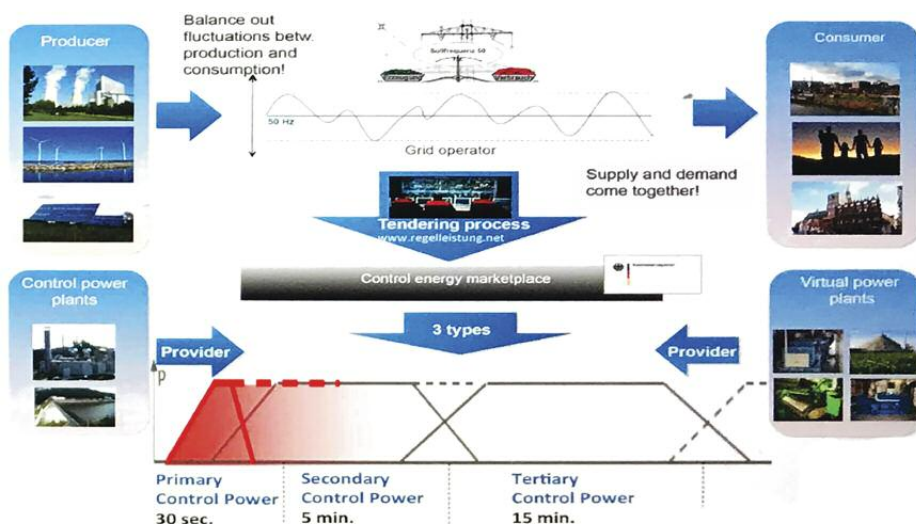 Producer
Balance out
fluctuations betw.
production and
consumption!
Consumer
50 Hz
Grid operator
Supply and demand
come together!
Tendering process
www.regelleistung.net
Control energy marketplace
Control power
plants
Virtual power
plants
3 types
Provider
Provider
p
Primary
Control Power
30 sec.
Secondary
Control Power
5 min.
Tertiary
Control Power
15 min.